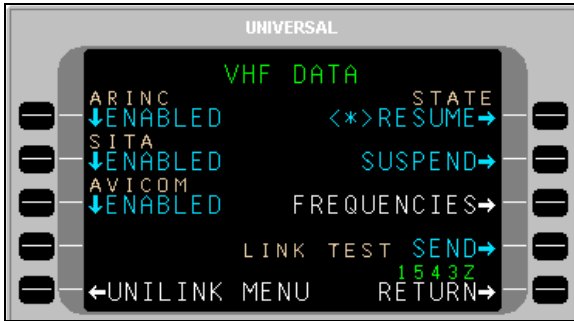 UNIVERSAL
VHF DATA
ARINC STATE
↓ENABLED <*>RESUME→
SITA
↓ENABLED SUSPEND→
AVICOM
↓ENABLED FREQUENCIES→
LINK TEST SEND→
1543Z
←UNILINK MENU RETURN→